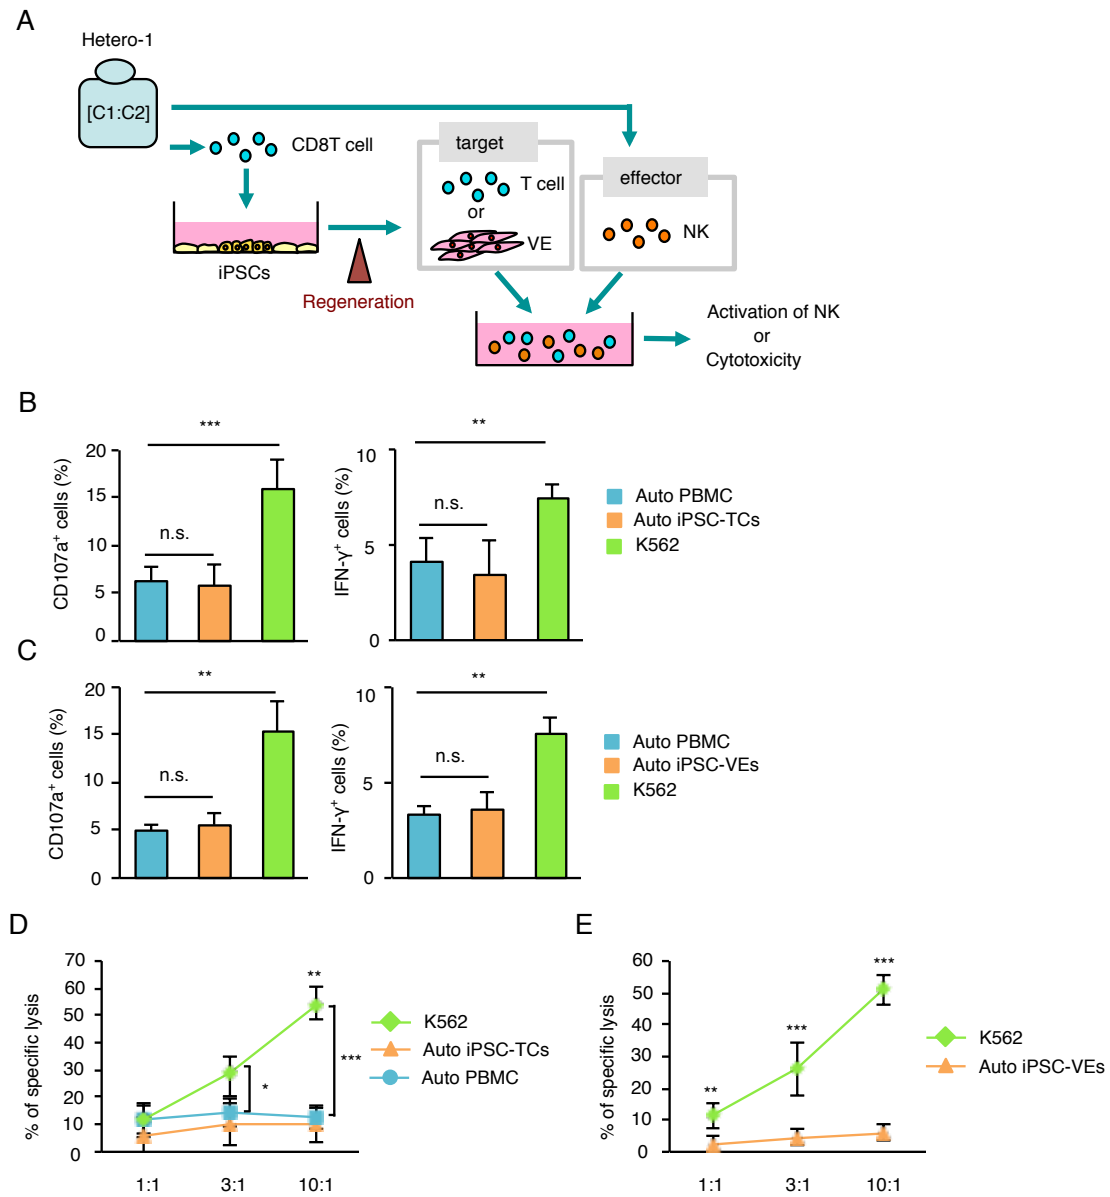 A
Hetero-1
[C1:C2]
CD8T cell
iPSCs
Regeneration
target
T cell
or
VE
effector
NK
Activation of NK
or
Cytotoxicity
B
CD107a+ cells (%)
20
15
10
5
0
***
n.s.
IFN-γ+ cells (%)
10
5
0
**
n.s.
Auto PBMC
Auto iPSC-TCs
K562
C
CD107a+ cells (%)
20
15
10
5
0
**
n.s.
IFN-γ+ cells (%)
10
5
0
**
n.s.
Auto PBMC
Auto iPSC-VEs
K562
D
% of specific lysis
70
60
50
40
30
20
10
0
**
***
*
1:1 3:1 10:1
K562
Auto iPSC-TCs
Auto PBMC
E
% of specific lysis
60
50
40
30
20
10
0
**
***
***
1:1 3:1 10:1
K562
Auto iPSC-VEs